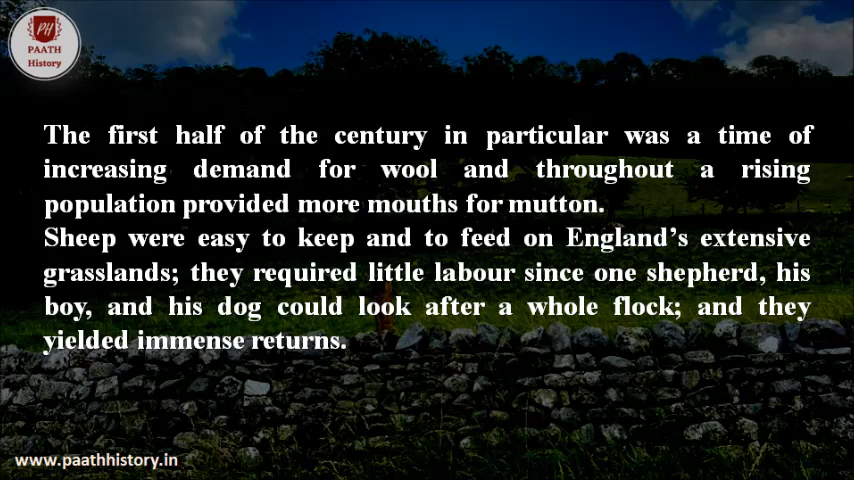 PH
PAATH
History
The first half of the century in particular was a time of
increasing demand for wool and throughout a rising
population provided more mouths for mutton.
Sheep were easy to keep and to feed on England's extensive
grasslands; they required little labour since one shepherd, his
boy, and his dog could look after a whole flock; and they
yielded immense returns.
www.paathhistory.in